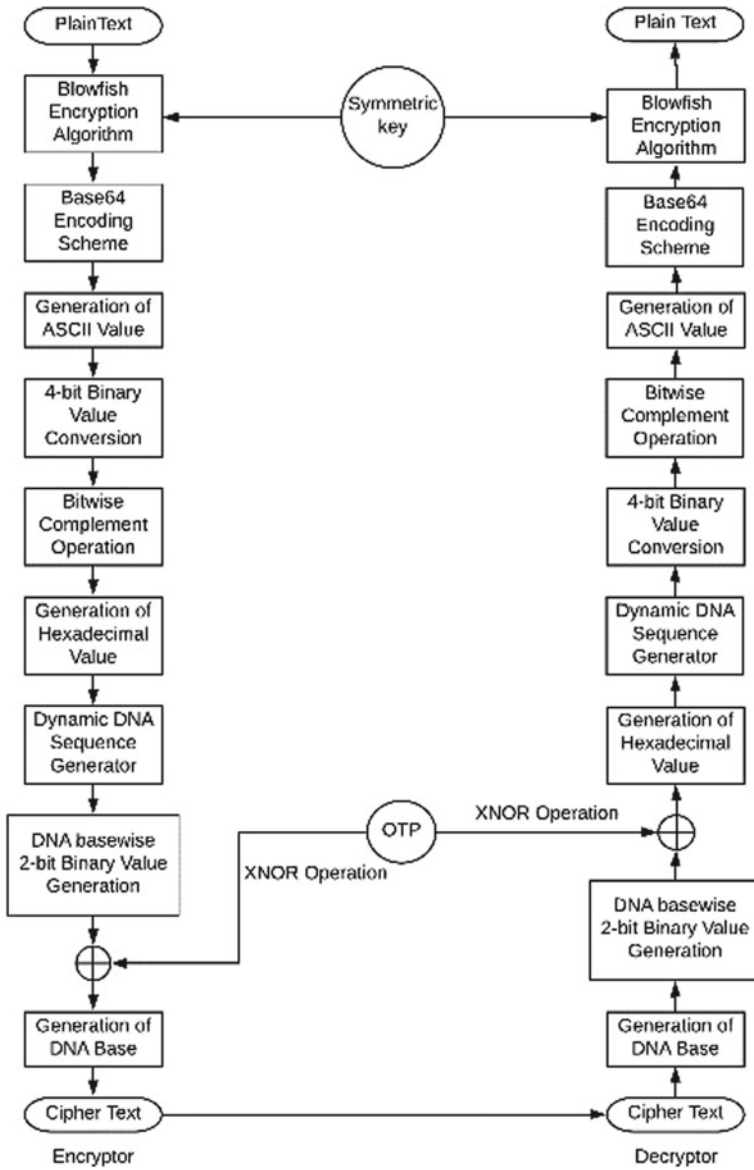 PlainText
Blowfish
Encryption
Algorithm
Base64
Encoding
Scheme
Generation of
ASCII Value
4-bit Binary
Value
Conversion
Bitwise
Complement
Operation
Generation of
Hexadecimal
Value
Dynamic DNA
Sequence
Generator
DNA basewise
2-bit Binary Value
Generation
Generation of
DNA Base
Cipher Text
Encryptor
Symmetric
key
OTP
XNOR Operation
XNOR Operation
Plain Text
Blowfish
Encryption
Algorithm
Base64
Encoding
Scheme
Generation of
ASCII Value
Bitwise
Complement
Operation
4-bit Binary
Value
Conversion
Dynamic DNA
Sequence
Generator
Generation of
Hexadecimal
Value
DNA basewise
2-bit Binary Value
Generation
Generation of
DNA Base
Cipher Text
Decryptor